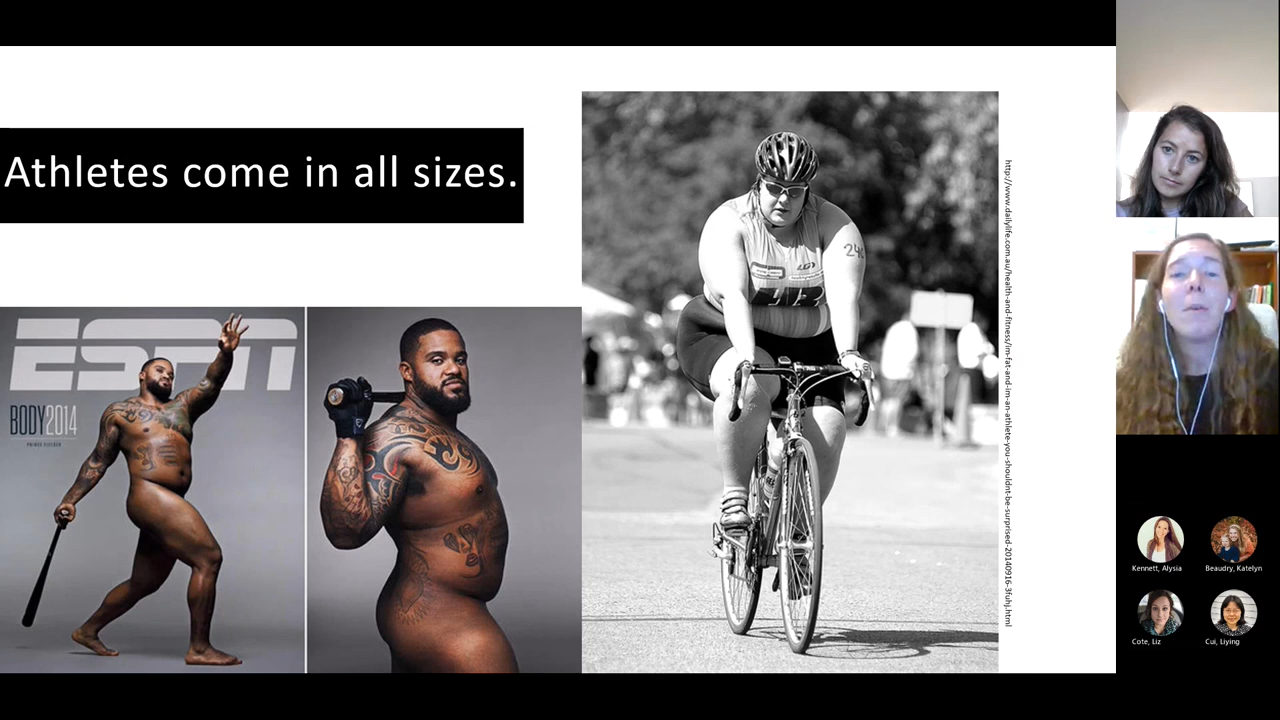 Athletes come in all sizes.
ESPN
BODY2014
PRINCE FIELDER
240
LG
http://www.dailylife.com.au/health-and-fitness/im-fat-and-im-an-athlete-you-shouldnt-be-surprised-20140916-3fuhj.html
Kennett, Alysia
Beaudry, Katelyn
Cote, Liz
Cui, Liying